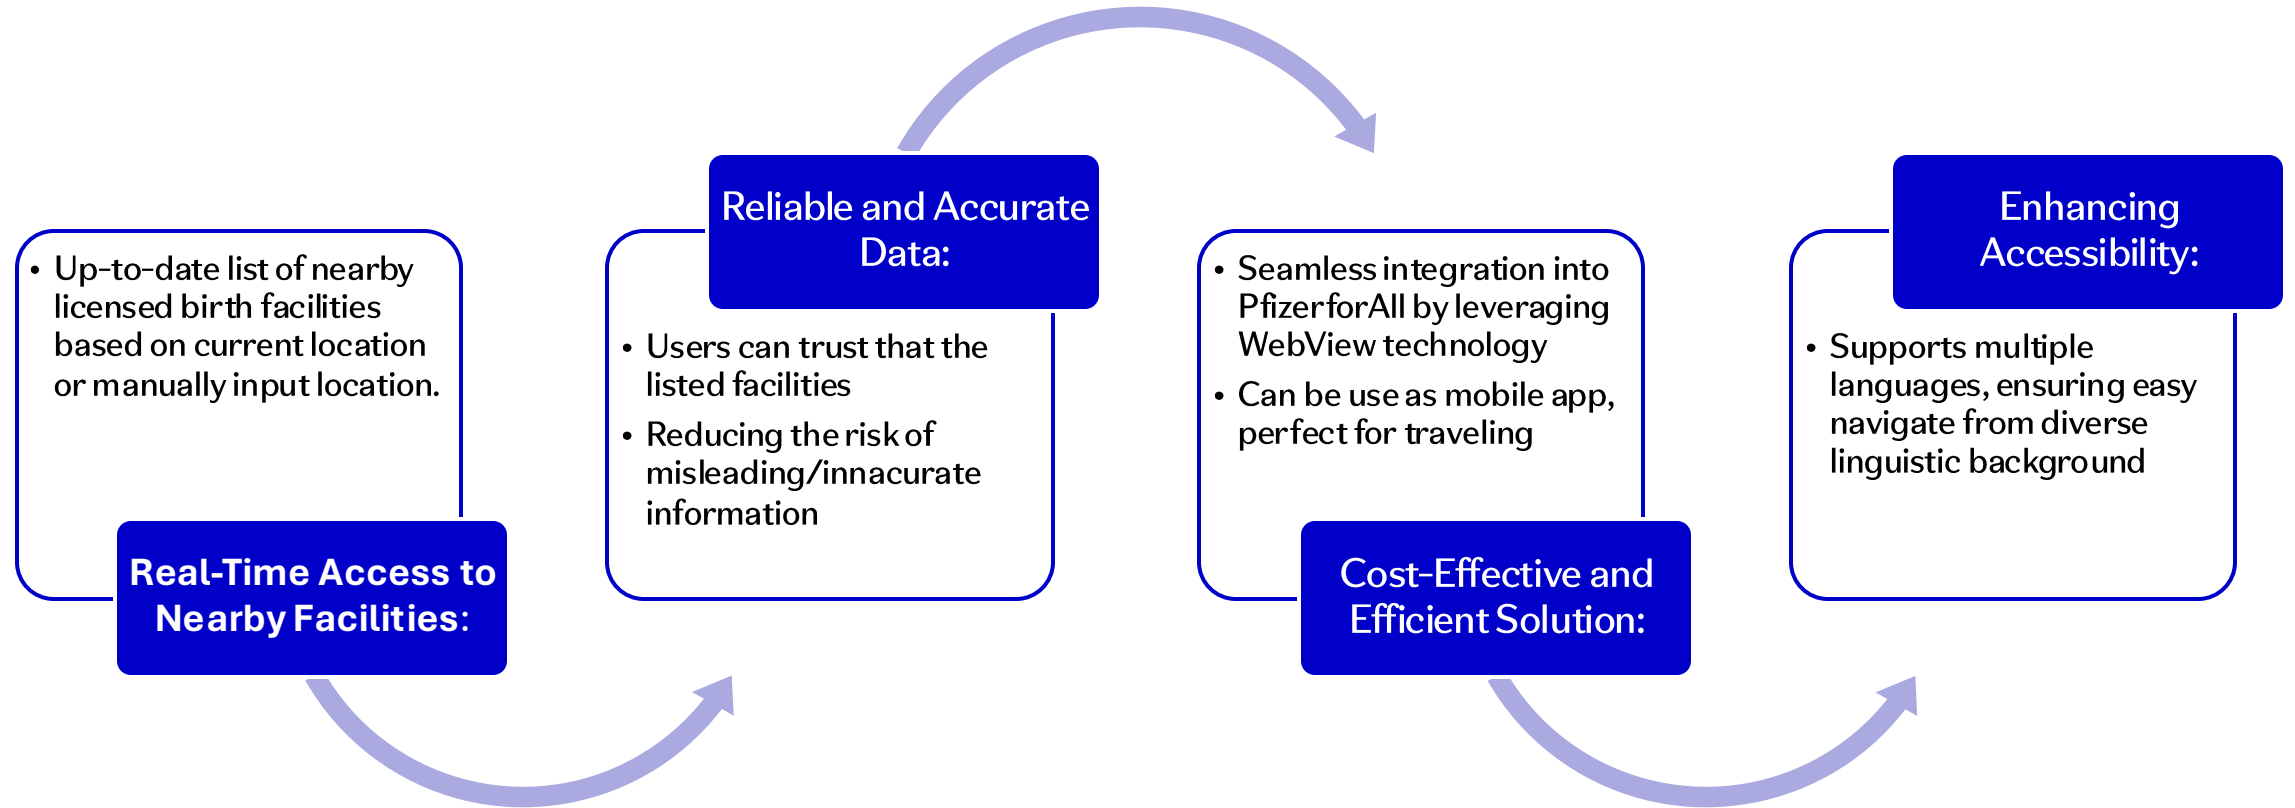 • Up-to-date list of nearby
licensed birth facilities
based on current location
or manually input location.
Real-Time Access to
Nearby Facilities:
Reliable and Accurate
Data:
• Users can trust that the
listed facilities
• Reducing the risk of
misleading/innacurate
information
• Seamless integration into
PfizerforAll by leveraging
WebView technology
• Can be use as mobile app,
perfect for traveling
Cost-Effective and
Efficient Solution:
Enhancing
Accessibility:
• Supports multiple
languages, ensuring easy
navigate from diverse
linguistic background